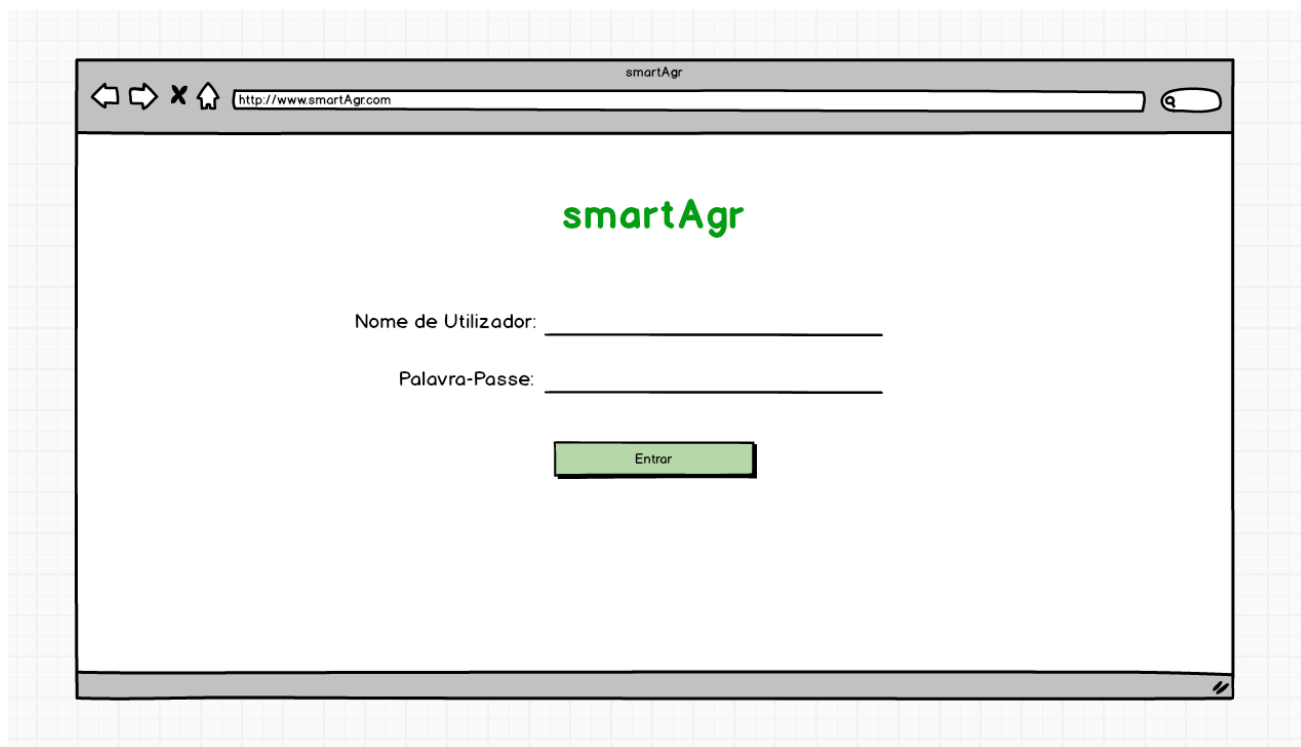 smartAgr
http://www.smartAgr.com
smartAgr
Nome de Utilizador:
Palavra-Passe:
Entrar